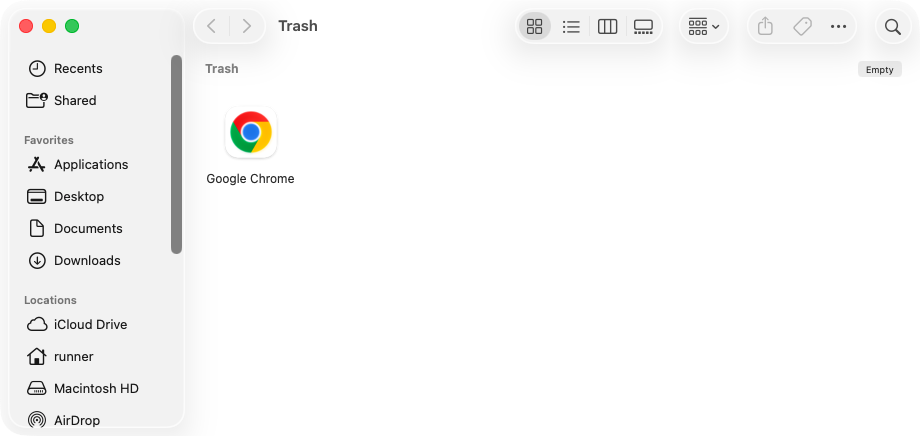 Trash
Recents
Shared
Favorites
Applications
Desktop
Documents
Downloads
Locations
iCloud Drive
runner
Macintosh HD
AirDrop
Trash
Empty
Google Chrome